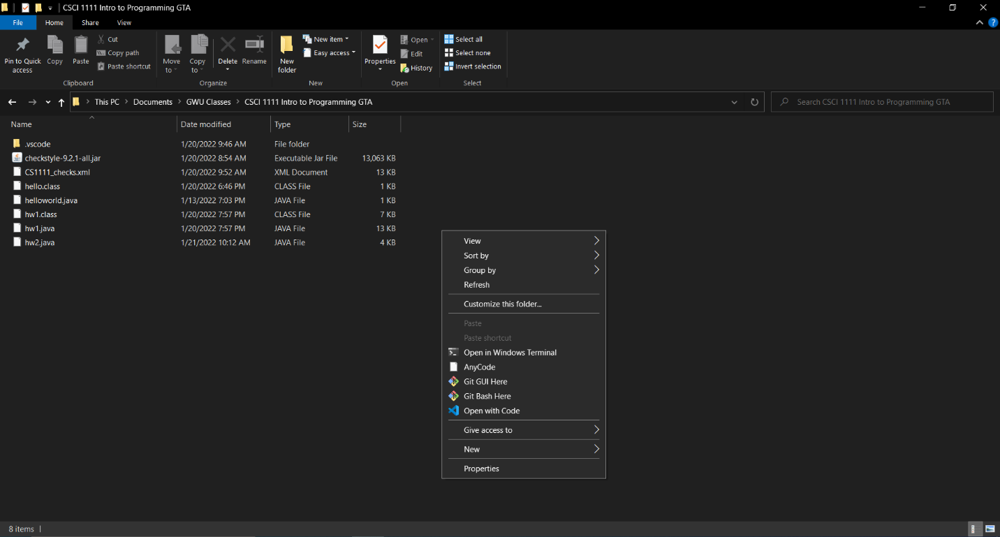 CSCI 1111 Intro to Programming GTA
File Home Share View
Pin to Quick access
Copy
Paste
Cut
Copy path
Paste shortcut
Clipboard
Move to
Copy to
Delete
Rename
Organize
New folder
New item
Easy access
New
Properties
Open
Edit
History
Open
Select all
Select none
Invert selection
Select
This PC > Documents > GWU Classes > CSCI 1111 Intro to Programming GTA
Search CSCI 1111 Intro to Programming GTA
Name Date modified Type Size
.vscode 1/20/2022 9:46 AM File folder
checkstyle-9.2.1-all.jar 1/20/2022 8:54 AM Executable Jar File 13,063 KB
CS1111_checks.xml 1/20/2022 9:52 AM XML Document 13 KB
hello.class 1/20/2022 6:46 PM CLASS File 1 KB
helloworld.java 1/13/2022 7:03 PM JAVA File 1 KB
hw1.class 1/20/2022 7:57 PM CLASS File 7 KB
hw1.java 1/20/2022 7:57 PM JAVA File 13 KB
hw2.java 1/21/2022 10:12 AM JAVA File 4 KB
View
Sort by
Group by
Refresh
Customize this folder...
Paste
Paste shortcut
Open in Windows Terminal
AnyCode
Git GUI Here
Git Bash Here
Open with Code
Give access to
New
Properties
8 items